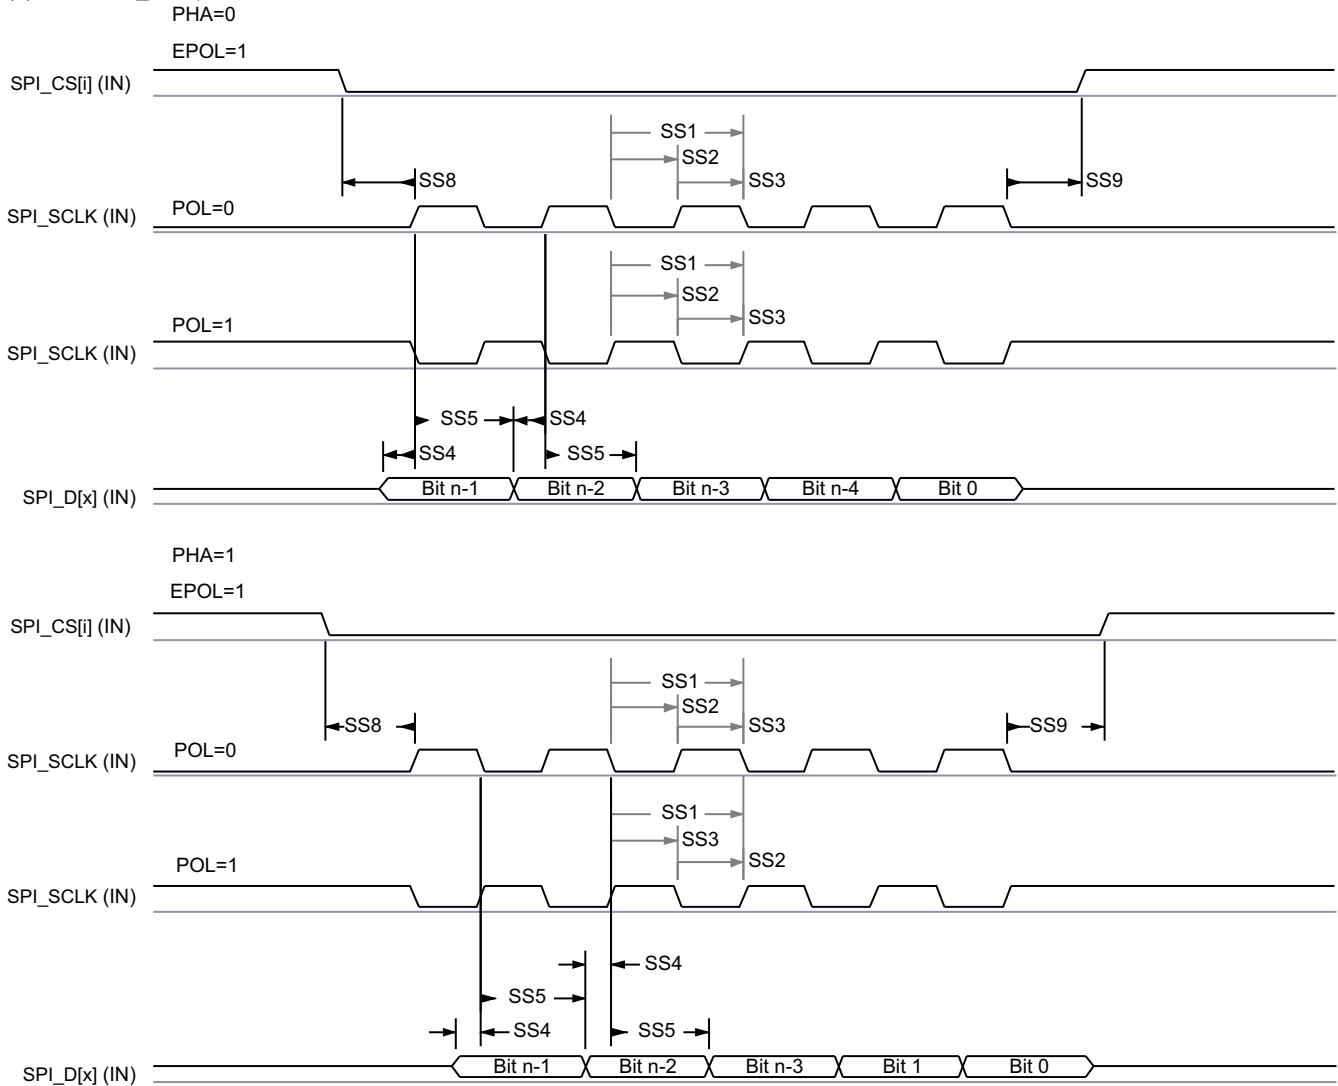 PHA=0
EPOL=1
SPI_CS[i] (IN)
SS1
SS2
SS8 SS3 SS9
POL=0
SPI_SCLK (IN)
SS1
SS2
SS3
POL=1
SPI_SCLK (IN)
SS5 SS4
SS4 SS5
SPI_D[x] (IN) Bit n-1 Bit n-2 Bit n-3 Bit n-4 Bit 0
PHA=1
EPOL=1
SPI_CS[i] (IN)
SS1
SS2
SS8 SS3 SS9
POL=0
SPI_SCLK (IN)
SS1
SS3
SS2
POL=1
SPI_SCLK (IN)
SS4
SS5
SS4 SS5
SPI_D[x] (IN) Bit n-1 Bit n-2 Bit n-3 Bit 1 Bit 0